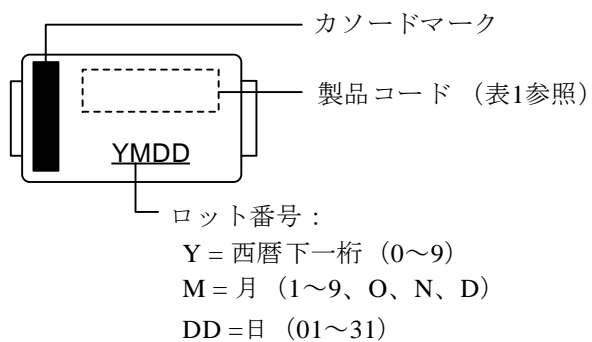 カソードマーク
製品コード (表1参照)
YMDD
ロット番号:
Y = 西暦下一桁 (0〜9)
M = 月 (1〜9、O、N、D)
DD =日 (01〜31)